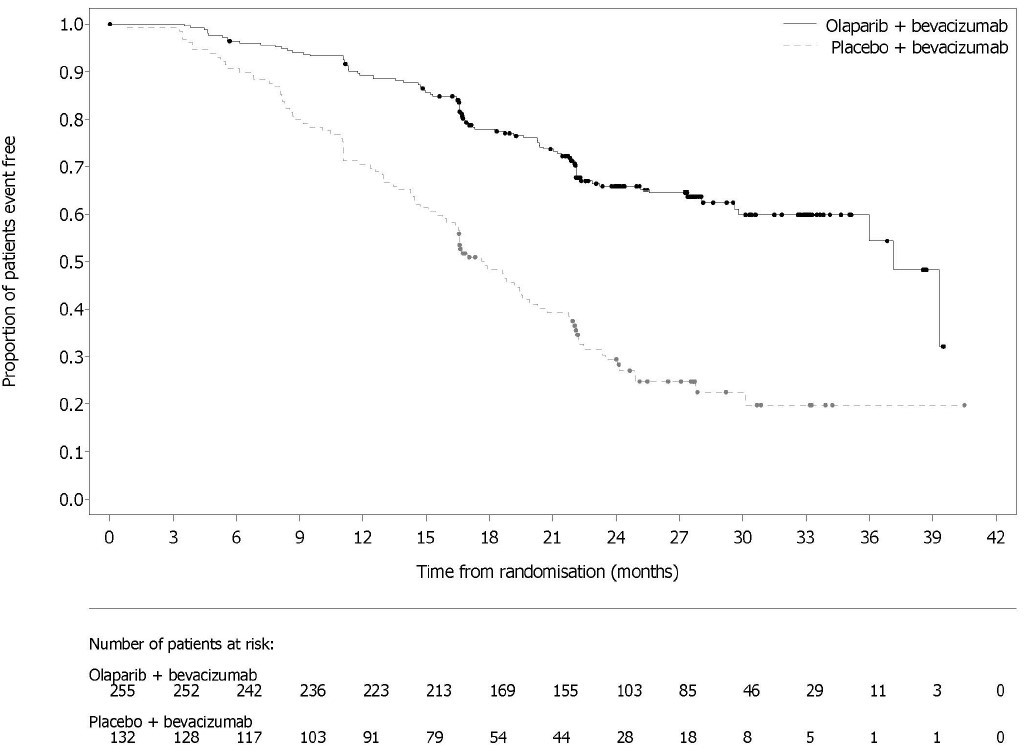 Proportion of patients event free
1.0
0.9
0.8
0.7
0.6
0.5
0.4
0.3
0.2
0.1
0.0
Olaparib + bevacizumab
Placebo + bevacizumab
0 3 6 9 12 15 18 21 24 27 30 33 36 39 42
Time from randomisation (months)
Number of patients at risk:
Olaparib + bevacizumab
255 252 242 236 223 213 169 155 103 85 46 29 11 3 0
Placebo + bevacizumab
132 128 117 103 91 79 54 44 28 18 8 5 1 1 0